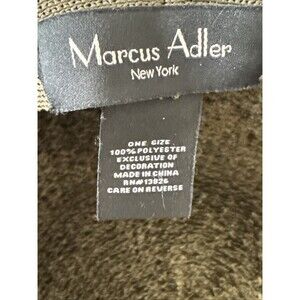 Marcus Adler
New York
ONE SIZE
100% POLYESTER
EXCLUSIVE OF
DECORATION
MADE IN CHINA
RN#13826
CARE ON REVERSE